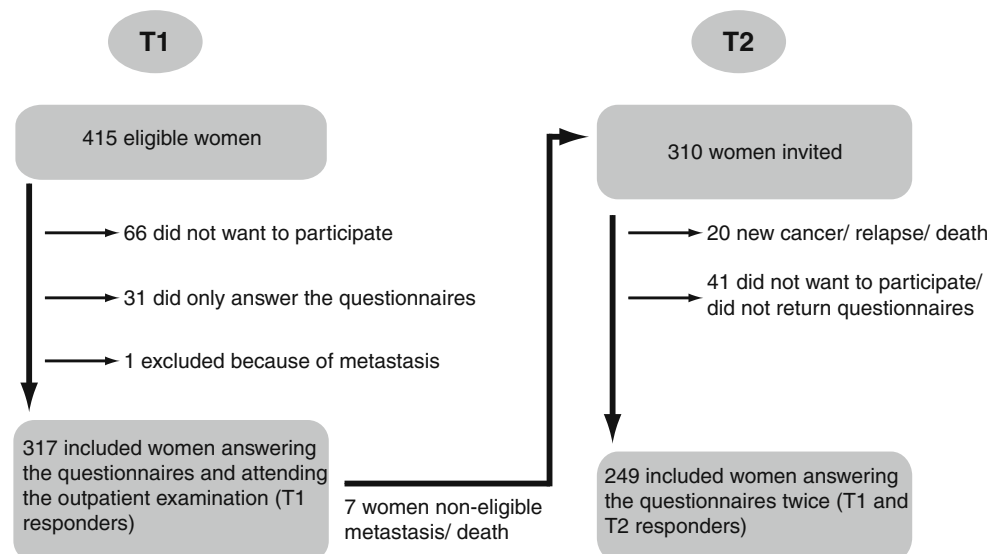 T1
415 eligible women
66 did not want to participate
31 did only answer the questionnaires
1 excluded because of metastasis
317 included women answering
the questionnaires and attending
the outpatient examination (T1
responders)
7 women non-eligible
metastasis/ death
T2
310 women invited
20 new cancer/ relapse/ death
41 did not want to participate/
did not return questionnaires
249 included women answering
the questionnaires twice (T1 and
T2 responders)